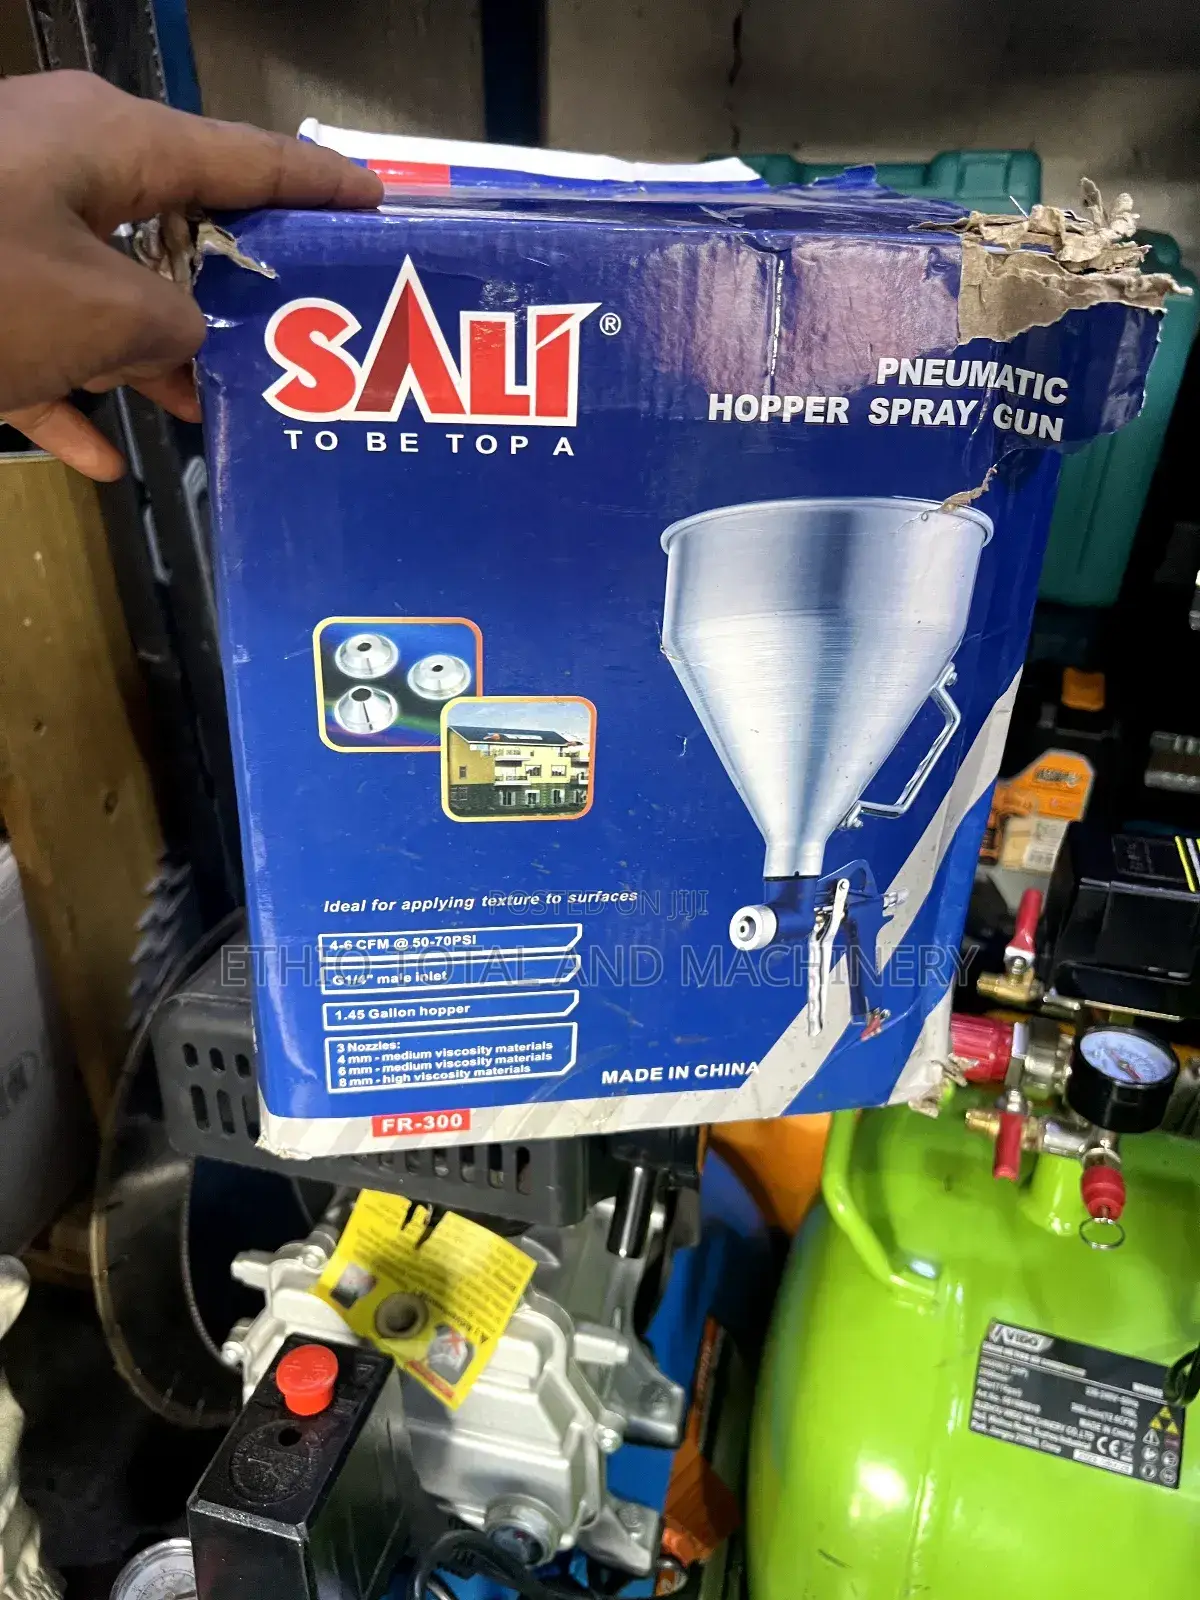 SALI®
TO BE TOP A
PNEUMATIC
HOPPER SPRAY GUN
Ideal for applying texture to surfaces
POSTED ON JIJI
4-6 CFM @ 50-70PSI
ETHIO TOTAL AND MACHINERY
G1/4" male inlet
1.45 Gallon hopper
3 Nozzles:
4 mm - medium viscosity materials
6 mm - medium viscosity materials
8 mm - high viscosity materials
MADE IN CHINA
FR-300
VIDO